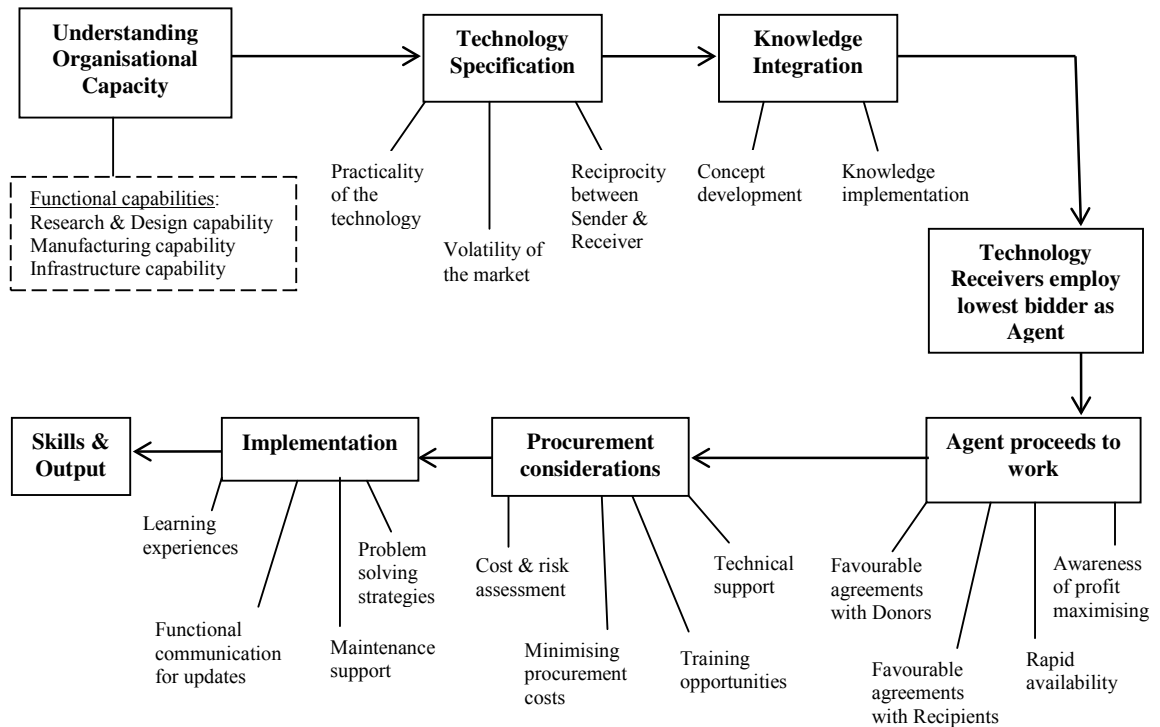 Understanding
Organisational
Capacity
Technology
Specification
Knowledge
Integration
Functional capabilities:
Research & Design capability
Manufacturing capability
Infrastructure capability
Practicality
of the
technology
Volatility of
the market
Reciprocity
between
Sender &
Receiver
Concept
development
Knowledge
implementation
Technology
Receivers employ
lowest bidder as
Agent
Agent proceeds to
work
Favourable
agreements
with Donors
Favourable
agreements
with Recipients
Rapid
availability
Awareness
of profit
maximising
Procurement
considerations
Cost & risk
assessment
Minimising
procurement
costs
Training
opportunities
Technical
support
Implementation
Learning
experiences
Functional
communication
for updates
Maintenance
support
Problem
solving
strategies
Skills &
Output